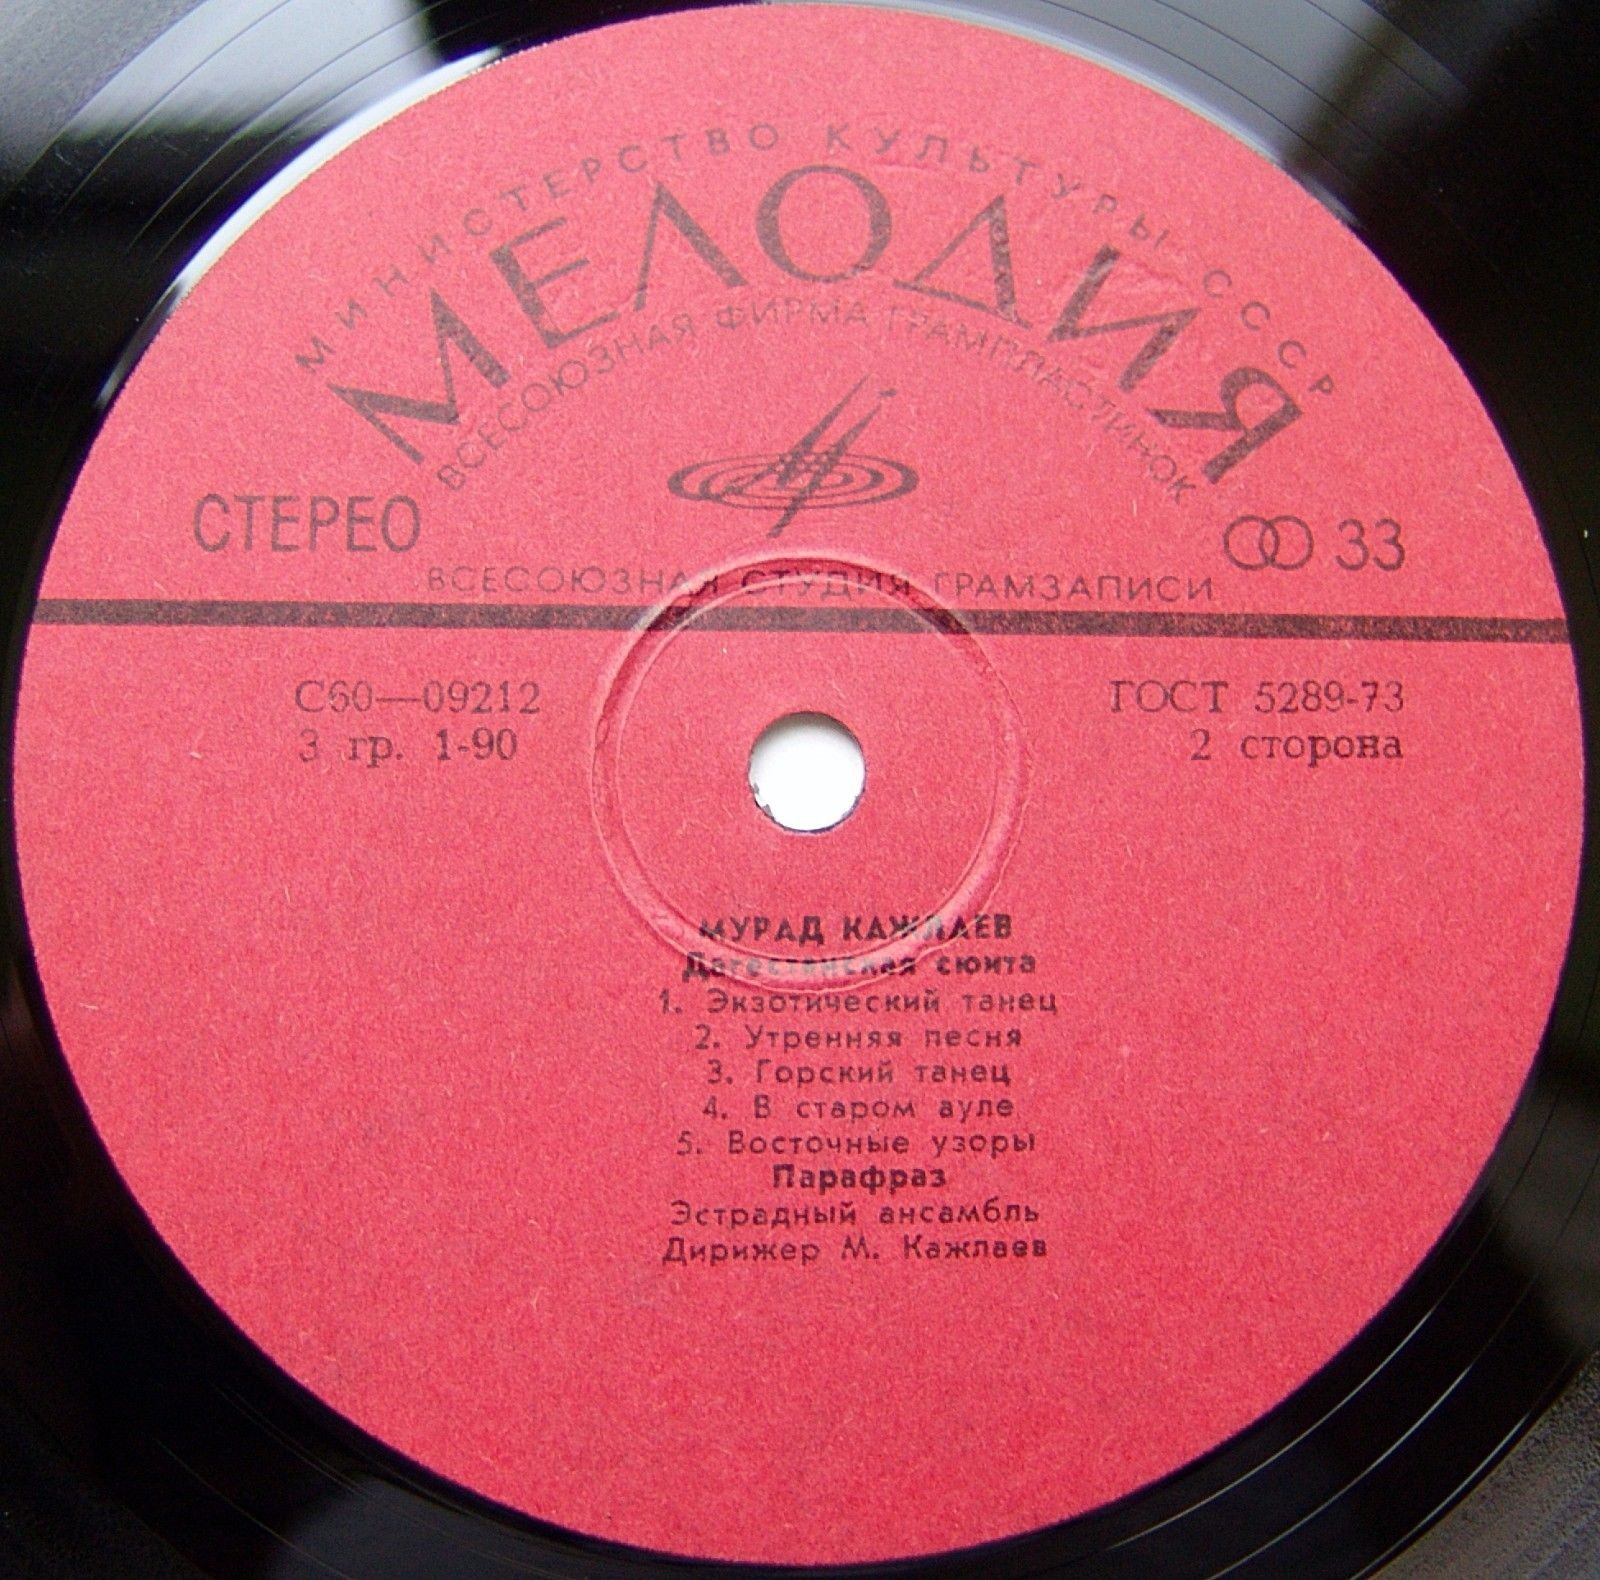 МИНИСТЕРСТВО КУЛЬТУРЫ СССР
МЕЛОДИЯ
ВСЕСОЮЗНАЯ ФИРМА ГРАМПЛАСТИНОК
СТЕРЕО
33
ВСЕСОЮЗНАЯ СТУДИЯ ГРАМЗАПИСИ
С60—09212
ГОСТ 5289-73
3 гр. 1-90
2 сторона
МУРАД КАЖЛАЕВ
Дагестанская сюита
1. Экзотический танец
2. Утренняя песня
3. Горский танец
4. В старом ауле
5. Восточные узоры
Парафраз
Эстрадный ансамбль
Дирижер М. Кажлаев